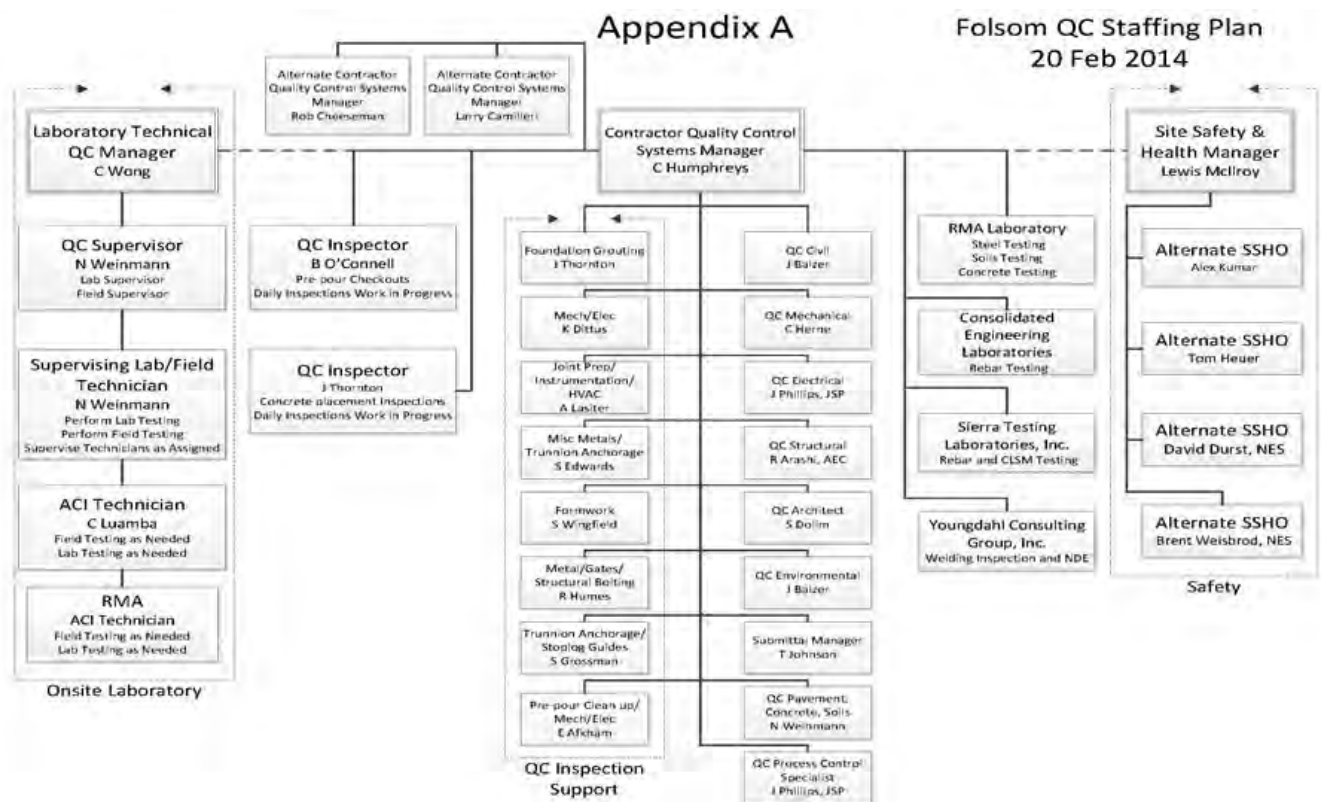 Appendix A
Folsom QC Staffing Plan
20 Feb 2014
Alternate Contractor
Quality Control Systems
Manager
Rob Cheeseman
Alternate Contractor
Quality Control Systems
Manager
Larry Camilleri
Laboratory Technical
QC Manager
C Wong
Contractor Quality Control
Systems Manager
C Humphreys
Site Safety &
Health Manager
Lewis McIlroy
QC Supervisor
N Weinmann
Lab Supervisor
Field Supervisor
Supervising Lab/Field
Technician
N Weinmann
Perform Lab Testing
Perform Field Testing
Supervise Technicians as Assigned
ACI Technician
C Luamba
Field Testing as Needed
Lab Testing as Needed
RMA
ACI Technician
Field Testing as Needed
Lab Testing as Needed
Onsite Laboratory
QC Inspector
B O'Connell
Pre-pour Checkouts
Daily Inspections Work in Progress
QC Inspector
J Thornton
Concrete placement Inspections
Daily Inspections Work in Progress
Foundation Grouting
J Thornton
Mech/Elec
K Dittus
Joint Prep/
Instrumentation/
HVAC
A Lasiter
Misc Metals/
Trunnion Anchorage
S Edwards
Formwork
S Wingfield
Metal/Gates/
Structural Bolting
R Humes
Trunnion Anchorage/
Stoplog Guides
S Grossman
Pre-pour Clean up/
Mech/Elec
E Afkham
QC Inspection
Support
QC Civil
J Balzer
QC Mechanical
C Herne
QC Electrical
J Phillips, JSP
QC Structural
R Arashi, AEC
QC Architect
S Dolim
QC Environmental
J Balzer
Submittal Manager
T Johnson
QC Pavement,
Concrete, Soils
N Weinmann
QC Process Control
Specialist
J Phillips, JSP
RMA Laboratory
Steel Testing
Soils Testing
Concrete Testing
Consolidated
Engineering
Laboratories
Rebar Testing
Sierra Testing
Laboratories, Inc.
Rebar and CLSM Testing
Youngdahl Consulting
Group, Inc.
Welding Inspection and NDE
Alternate SSHO
Alex Kumar
Alternate SSHO
Tom Heuer
Alternate SSHO
David Durst, NES
Alternate SSHO
Brent Weisbrod, NES
Safety